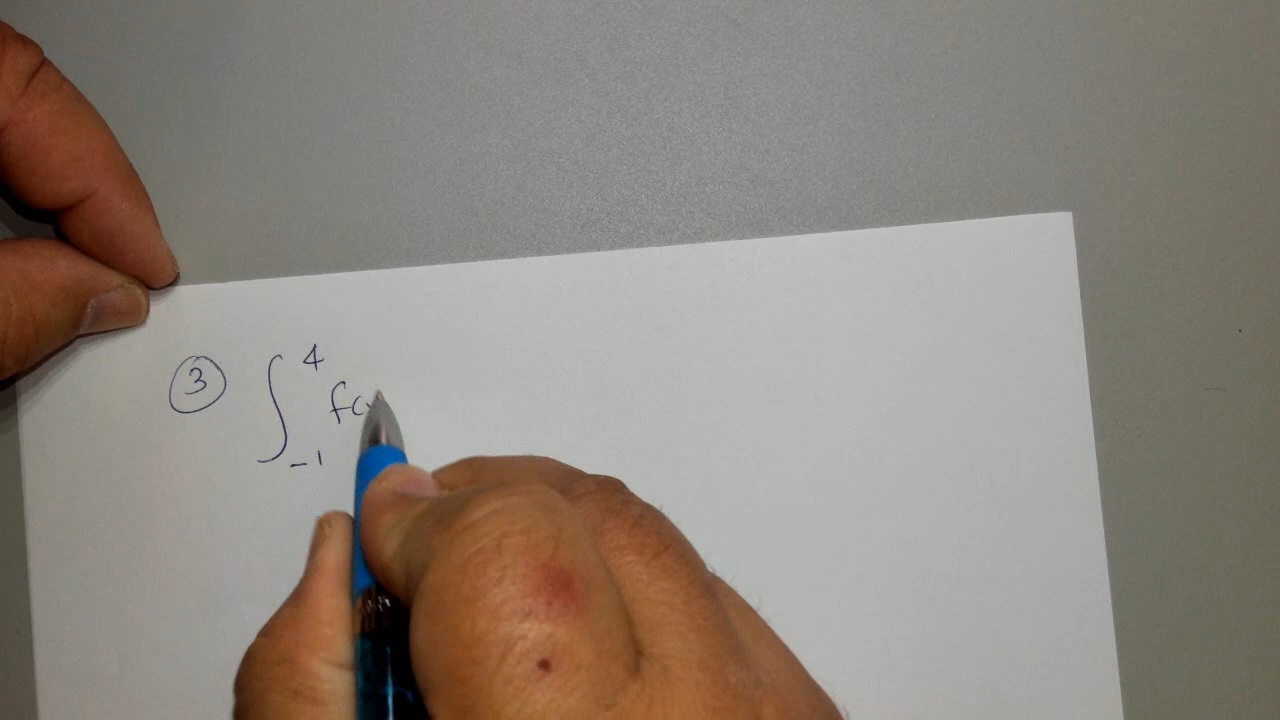 ③ ∫₋₁⁴ f(x